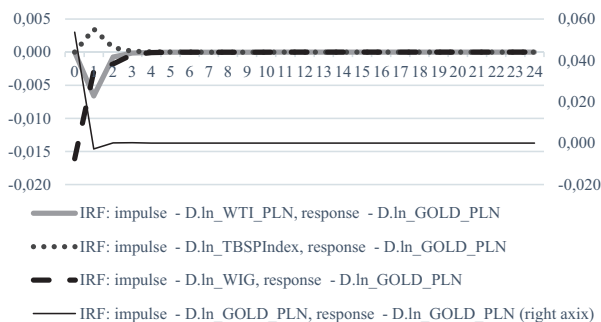 0,005 0,060
0,000 0,040
0 1 2 3 4 5 6 7 8 9 10 11 12 13 14 15 16 17 18 19 20 21 22 23 24
-0,005 0,020
-0,010 0,000
-0,015
-0,020 -0,020
IRF: impulse - D.ln_WTI_PLN, response - D.ln_GOLD_PLN
IRF: impulse - D.ln_TBSPIndex, response - D.ln_GOLD_PLN
IRF: impulse - D.ln_WIG, response - D.ln_GOLD_PLN
IRF: impulse - D.ln_GOLD_PLN, response - D.ln_GOLD_PLN (right axix)